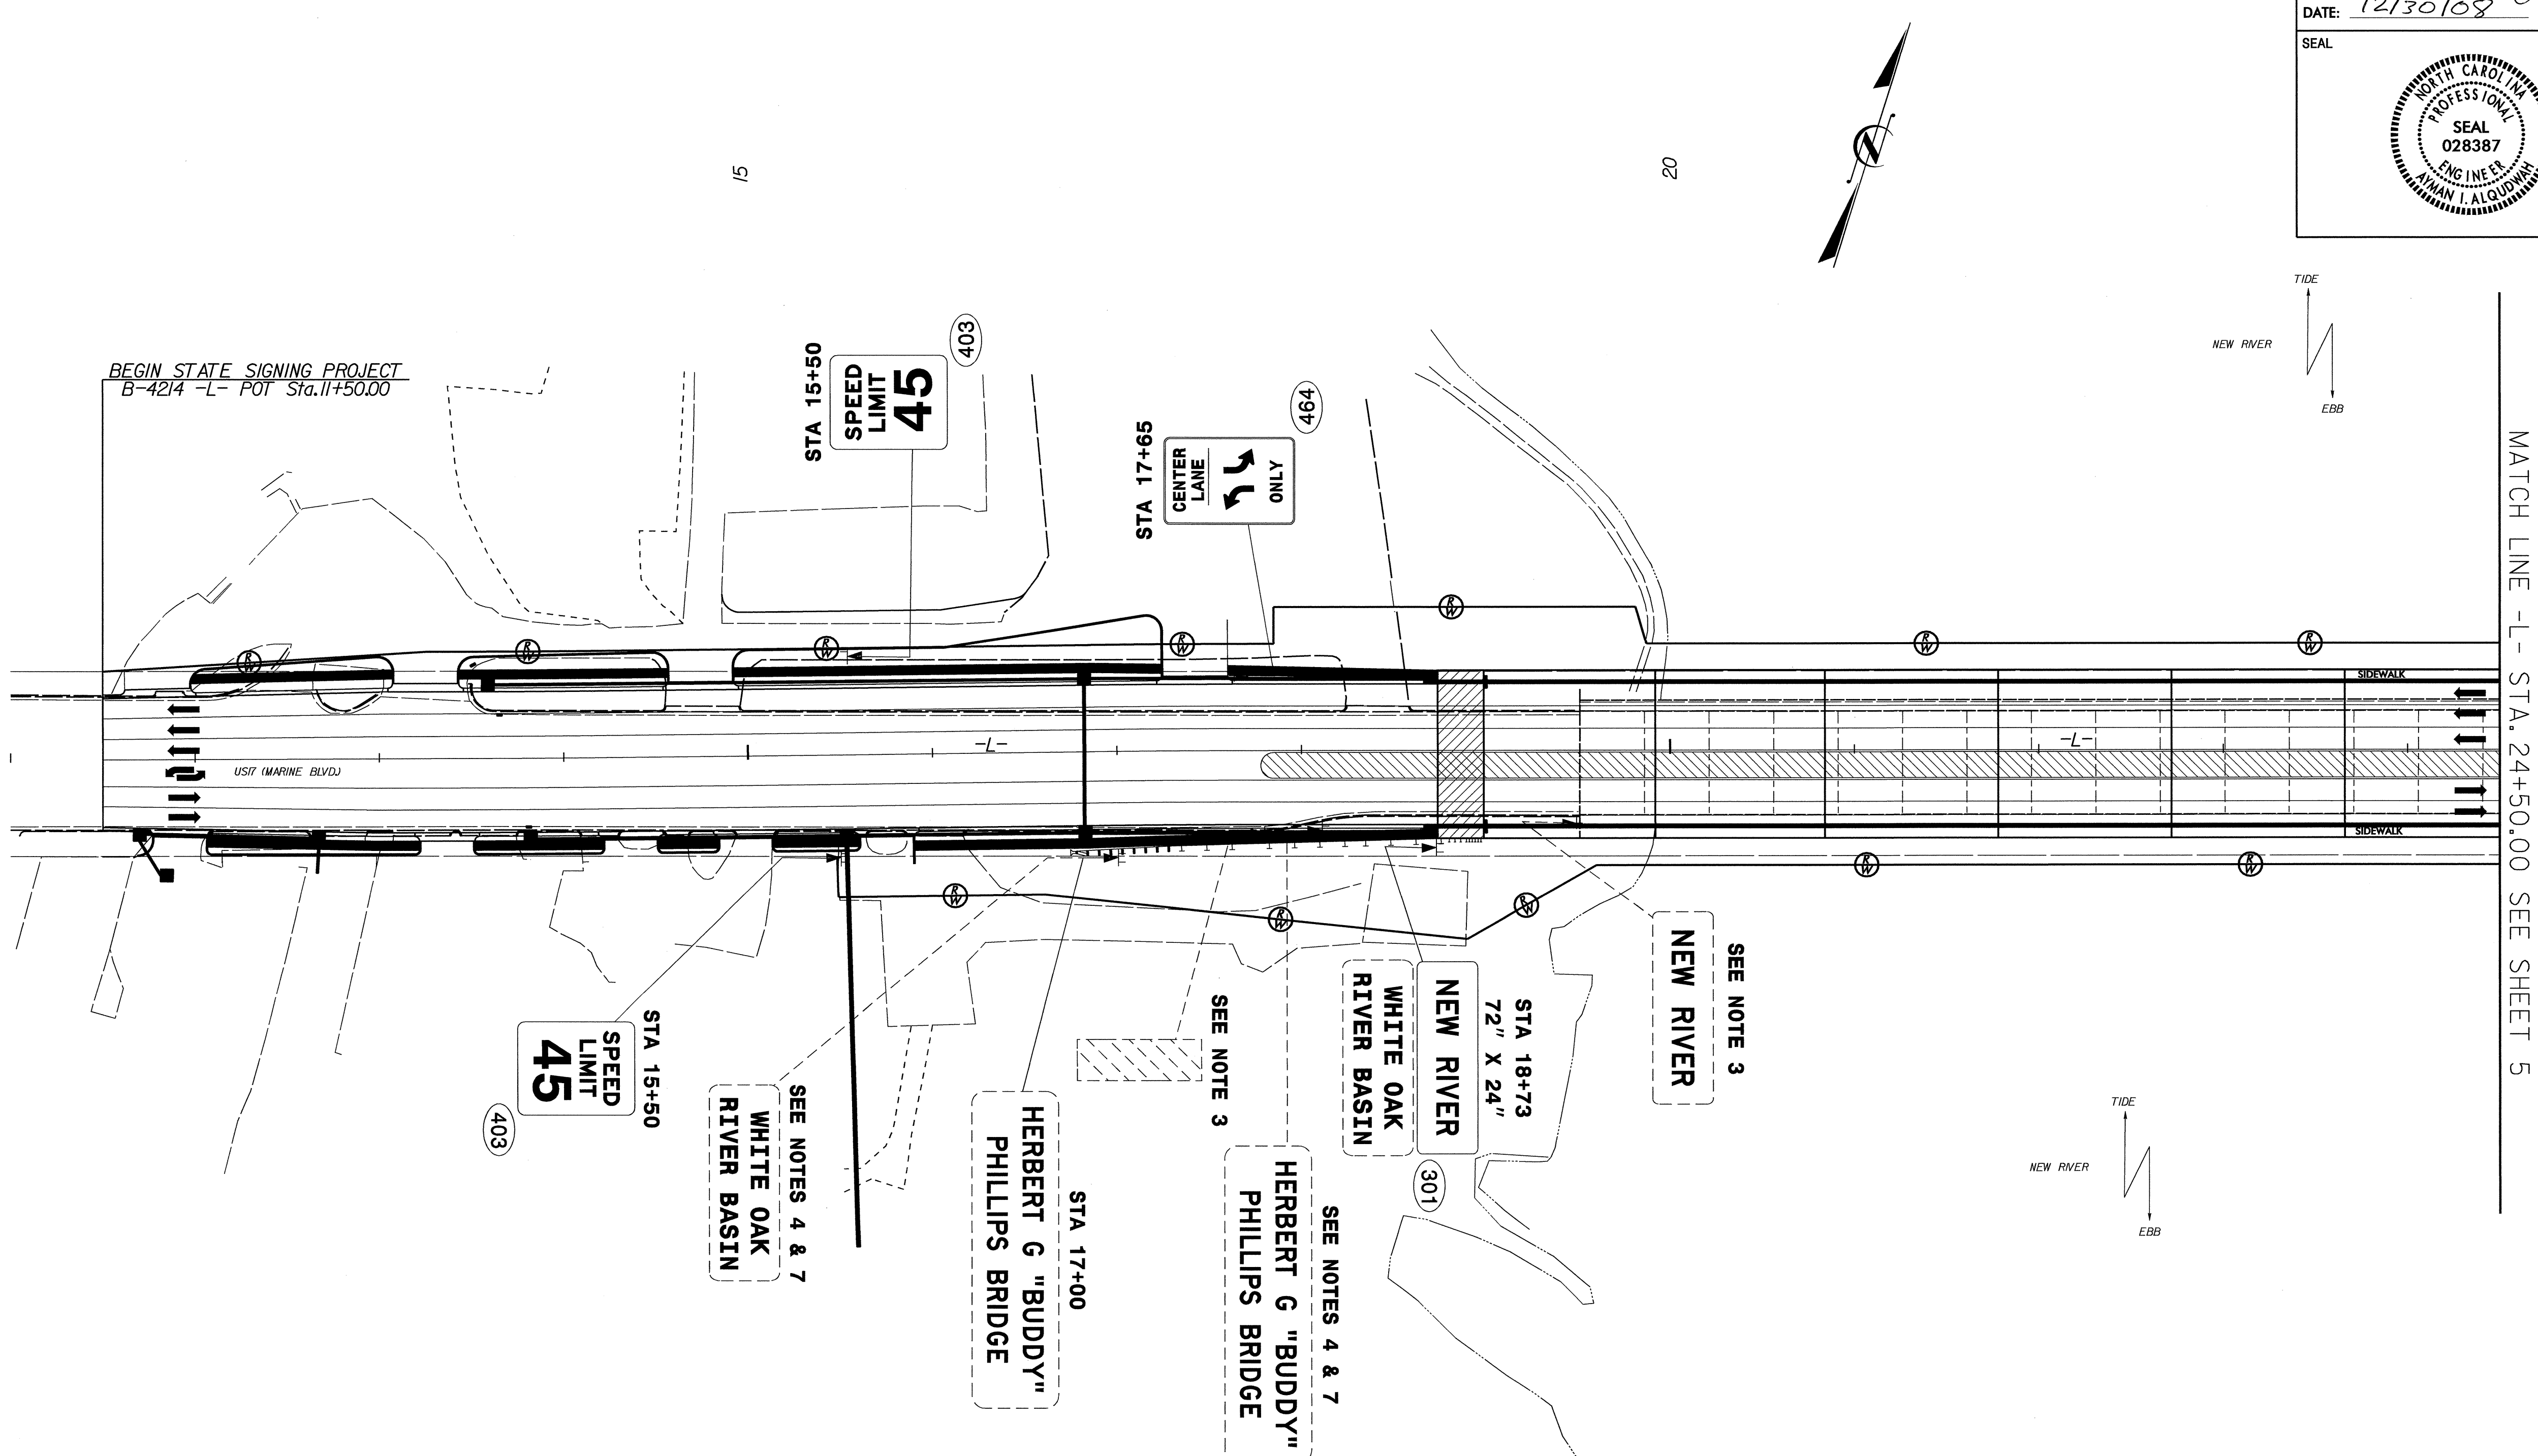 DATE: 12/30/08
SEAL
NORTH CAROLINA
PROFESSIONAL
SEAL
028387
ENGINEER
AYMAN I. ALQUDWAH
15
20
TIDE
NEW RIVER
EBB
BEGIN STATE SIGNING PROJECT
B-4214 -L- POT Sta.11+50.00
STA 15+50
SPEED
LIMIT
45
403
STA 17+65
CENTER
LANE
ONLY
464
MATCH LINE -L- STA. 24+50.00 SEE SHEET 5
R/W
R/W
R/W
R/W
R/W
R/W
R/W
SIDEWALK
-L-
-L-
US17 (MARINE BLVD.)
SIDEWALK
R/W
R/W
R/W
R/W
R/W
STA 15+50
SPEED
LIMIT
45
403
SEE NOTES 4 & 7
WHITE OAK
RIVER BASIN
STA 17+00
HERBERT G "BUDDY"
PHILLIPS BRIDGE
SEE NOTE 3
SEE NOTES 4 & 7
HERBERT G "BUDDY"
PHILLIPS BRIDGE
STA 18+73
72" X 24"
NEW RIVER
WHITE OAK
RIVER BASIN
301
SEE NOTE 3
NEW RIVER
TIDE
NEW RIVER
EBB